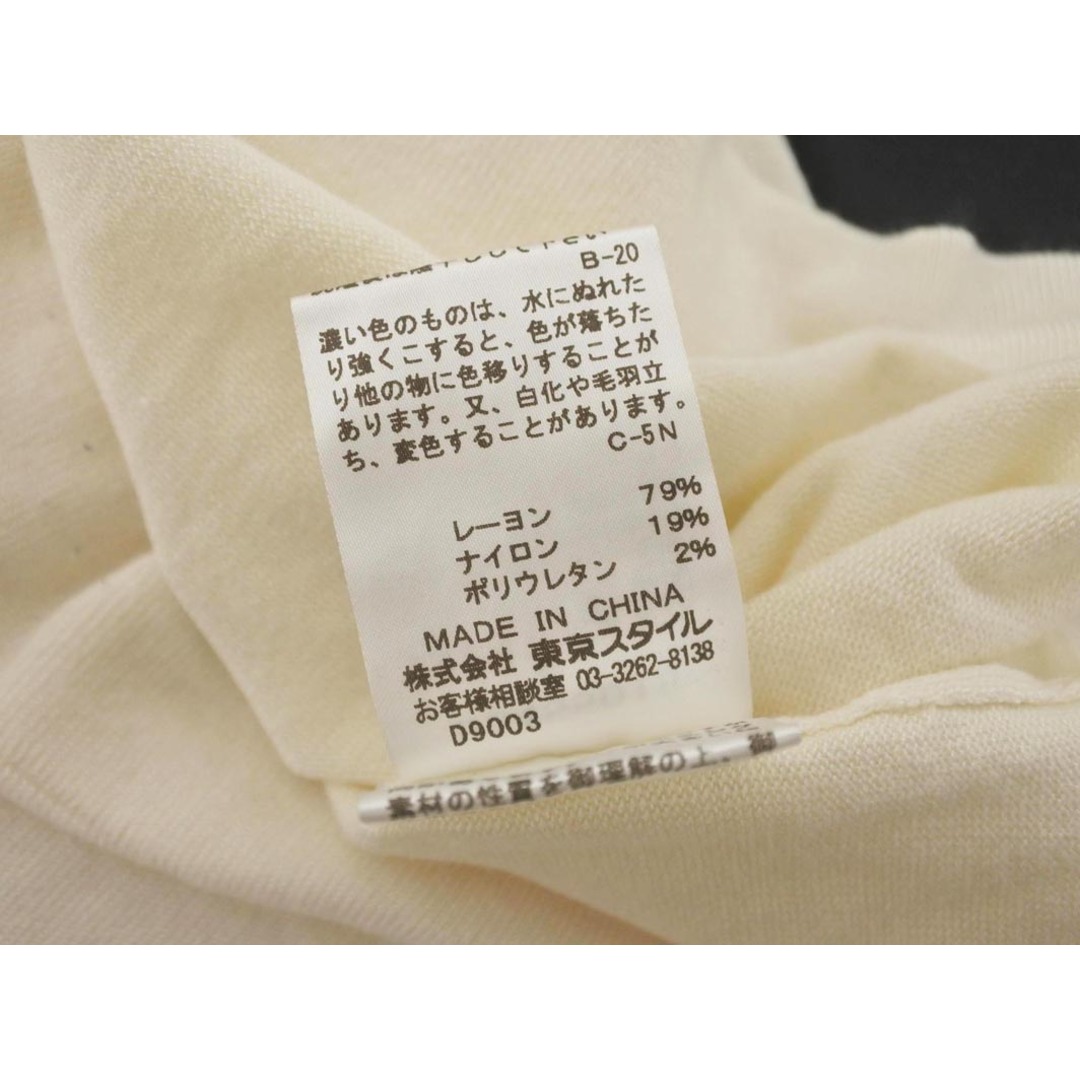 して下さい
B-20
濃い色のものは、水にぬれた
り強くこすると、色が落ちた
り他の物に色移りすることが
あります。又、白化や毛羽立
ち、変色することがあります。
C-5N
レーヨン 79%
ナイロン 19%
ポリウレタン 2%
MADE IN CHINA
株式会社 東京スタイル
お客様相談室 03-3262-8138
D9003
素材の性質を御理解の上、御